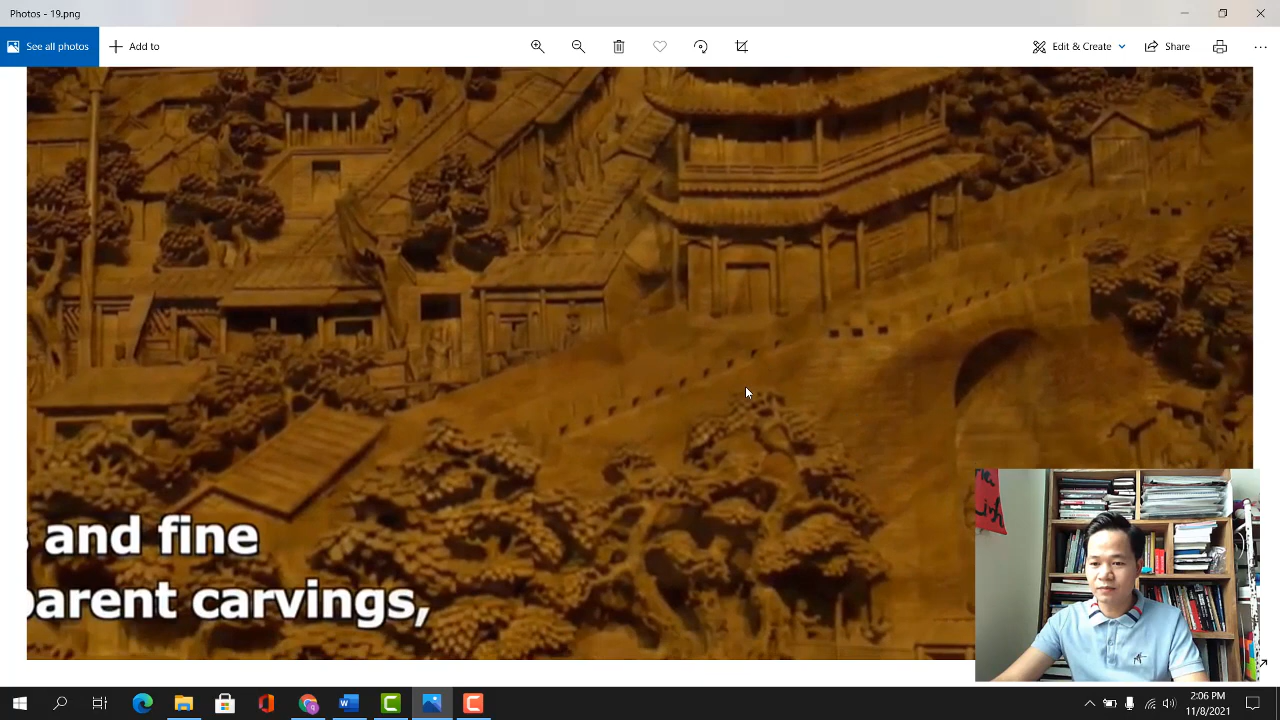 Photos - 19.png
See all photos
Add to
Edit & Create
Share
and fine
carvings,
2:06 PM
11/8/2021